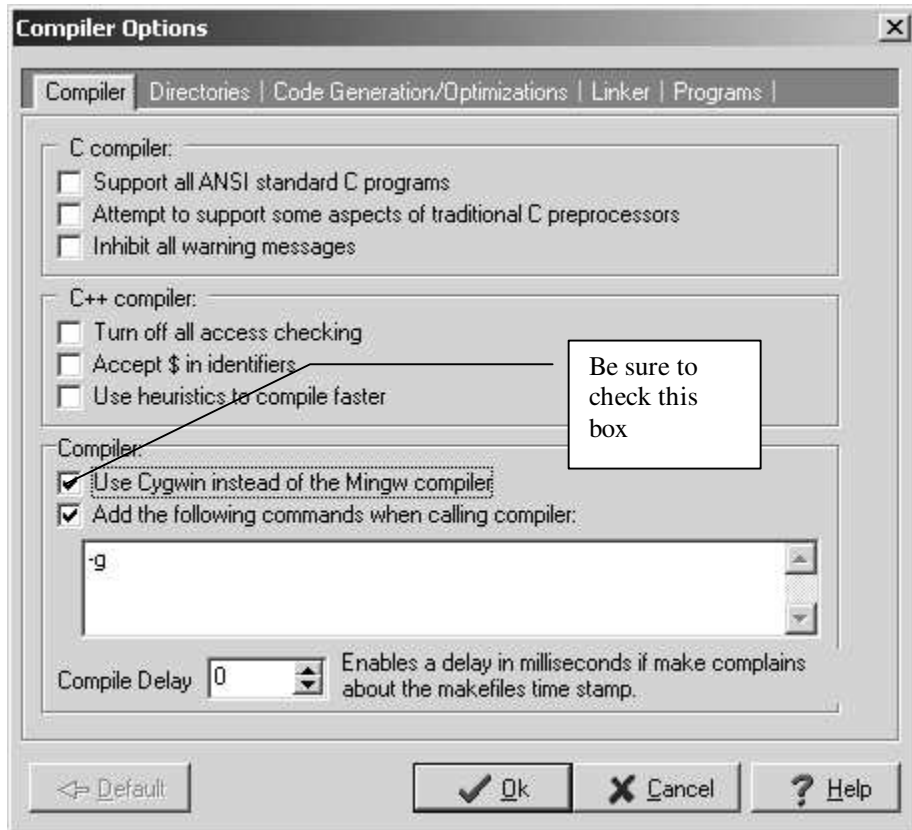 Compiler Options
Compiler | Directories | Code Generation/Optimizations | Linker | Programs |
C compiler:
Support all ANSI standard C programs
Attempt to support some aspects of traditional C preprocessors
Inhibit all warning messages
C++ compiler:
Turn off all access checking
Accept $ in identifiers
Use heuristics to compile faster
Be sure to
check this
box
Compiler:
Use Cygwin instead of the Mingw compiler
Add the following commands when calling compiler:
-g
Compile Delay 0 Enables a delay in milliseconds if make complains
about the makefiles time stamp.
Default Ok Cancel Help